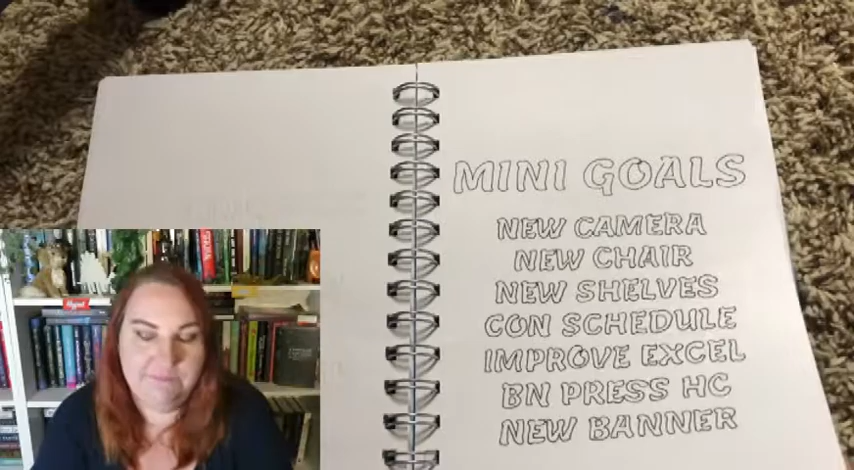 MINI GOALS
NEW CAMERA
NEW CHAIR
NEW SHELVES
CON SCHEDULE
IMPROVE EXCEL
BN PRESS HC
NEW BANNER